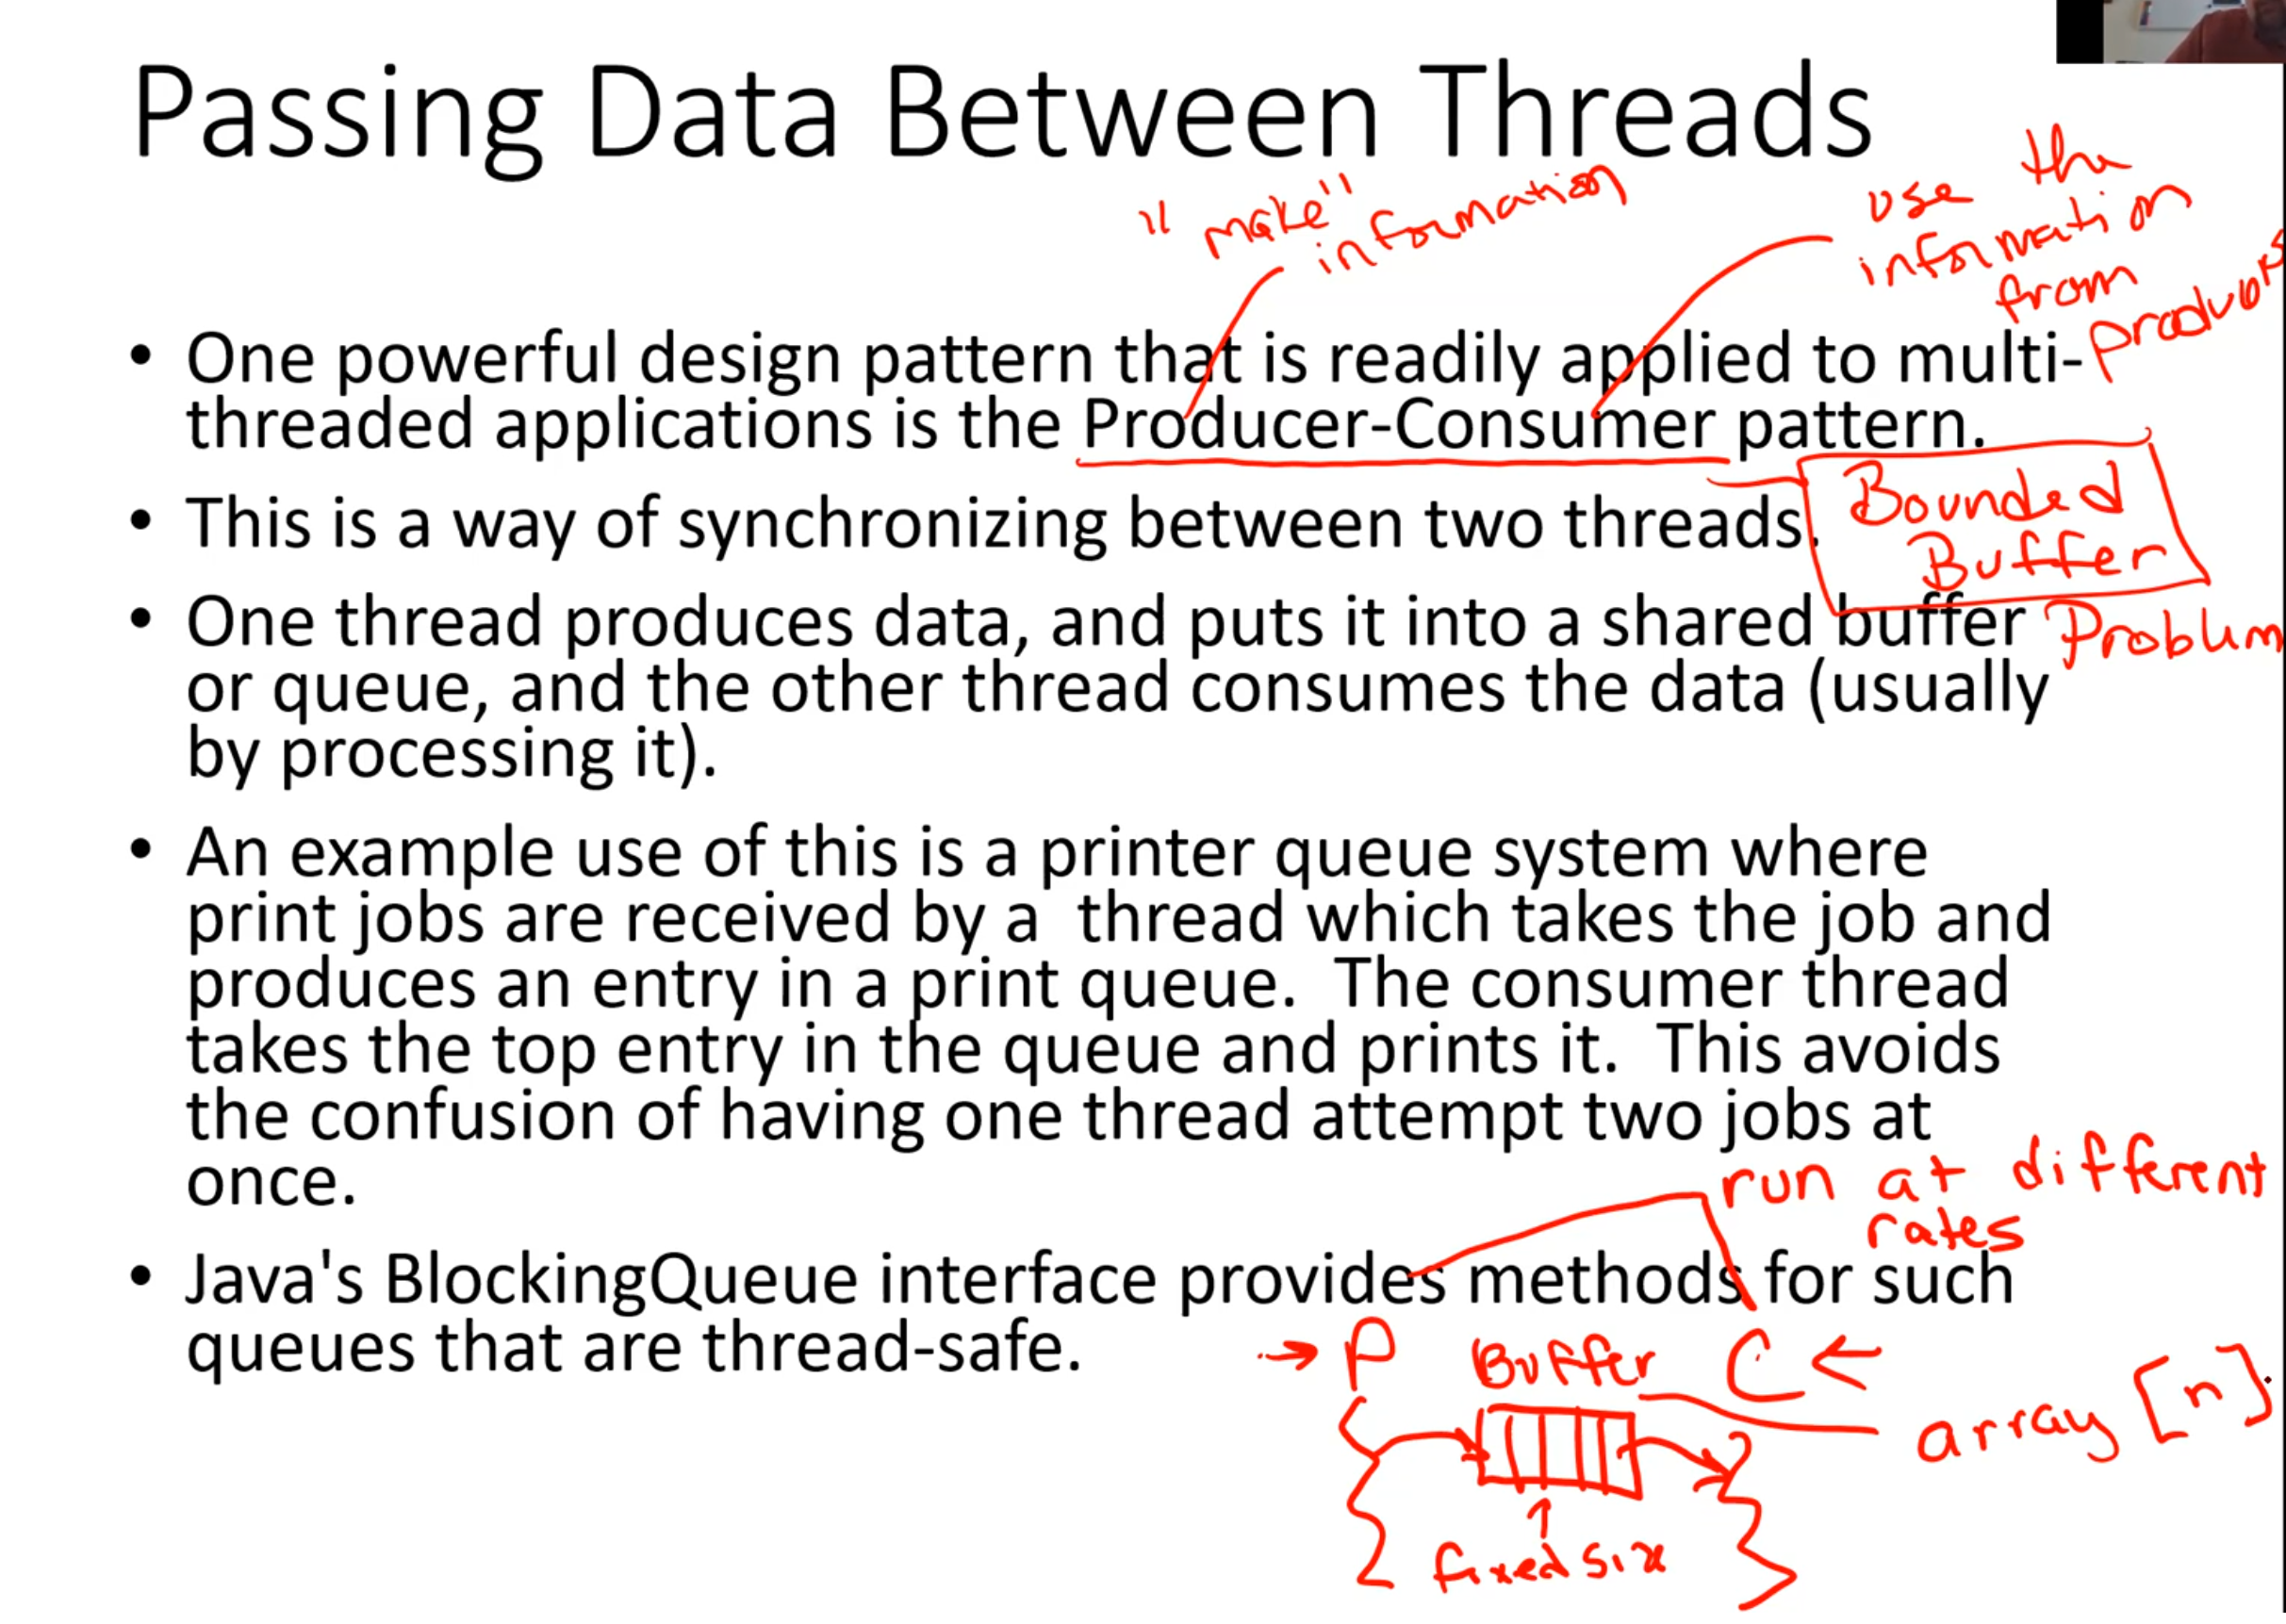 Passing Data Between Threads
"make"
information
use the
information
from
producers
• One powerful design pattern that is readily applied to multi-
threaded applications is the Producer-Consumer pattern.
Bounded
Buffer
Problem
• This is a way of synchronizing between two threads.
• One thread produces data, and puts it into a shared buffer
or queue, and the other thread consumes the data (usually
by processing it).
• An example use of this is a printer queue system where
print jobs are received by a  thread which takes the job and
produces an entry in a print queue.  The consumer thread
takes the top entry in the queue and prints it.  This avoids
the confusion of having one thread attempt two jobs at
once.
run at different
rates
• Java's BlockingQueue interface provides methods for such
queues that are thread-safe.
→ P Buffer C ←
array [n]
fixed size